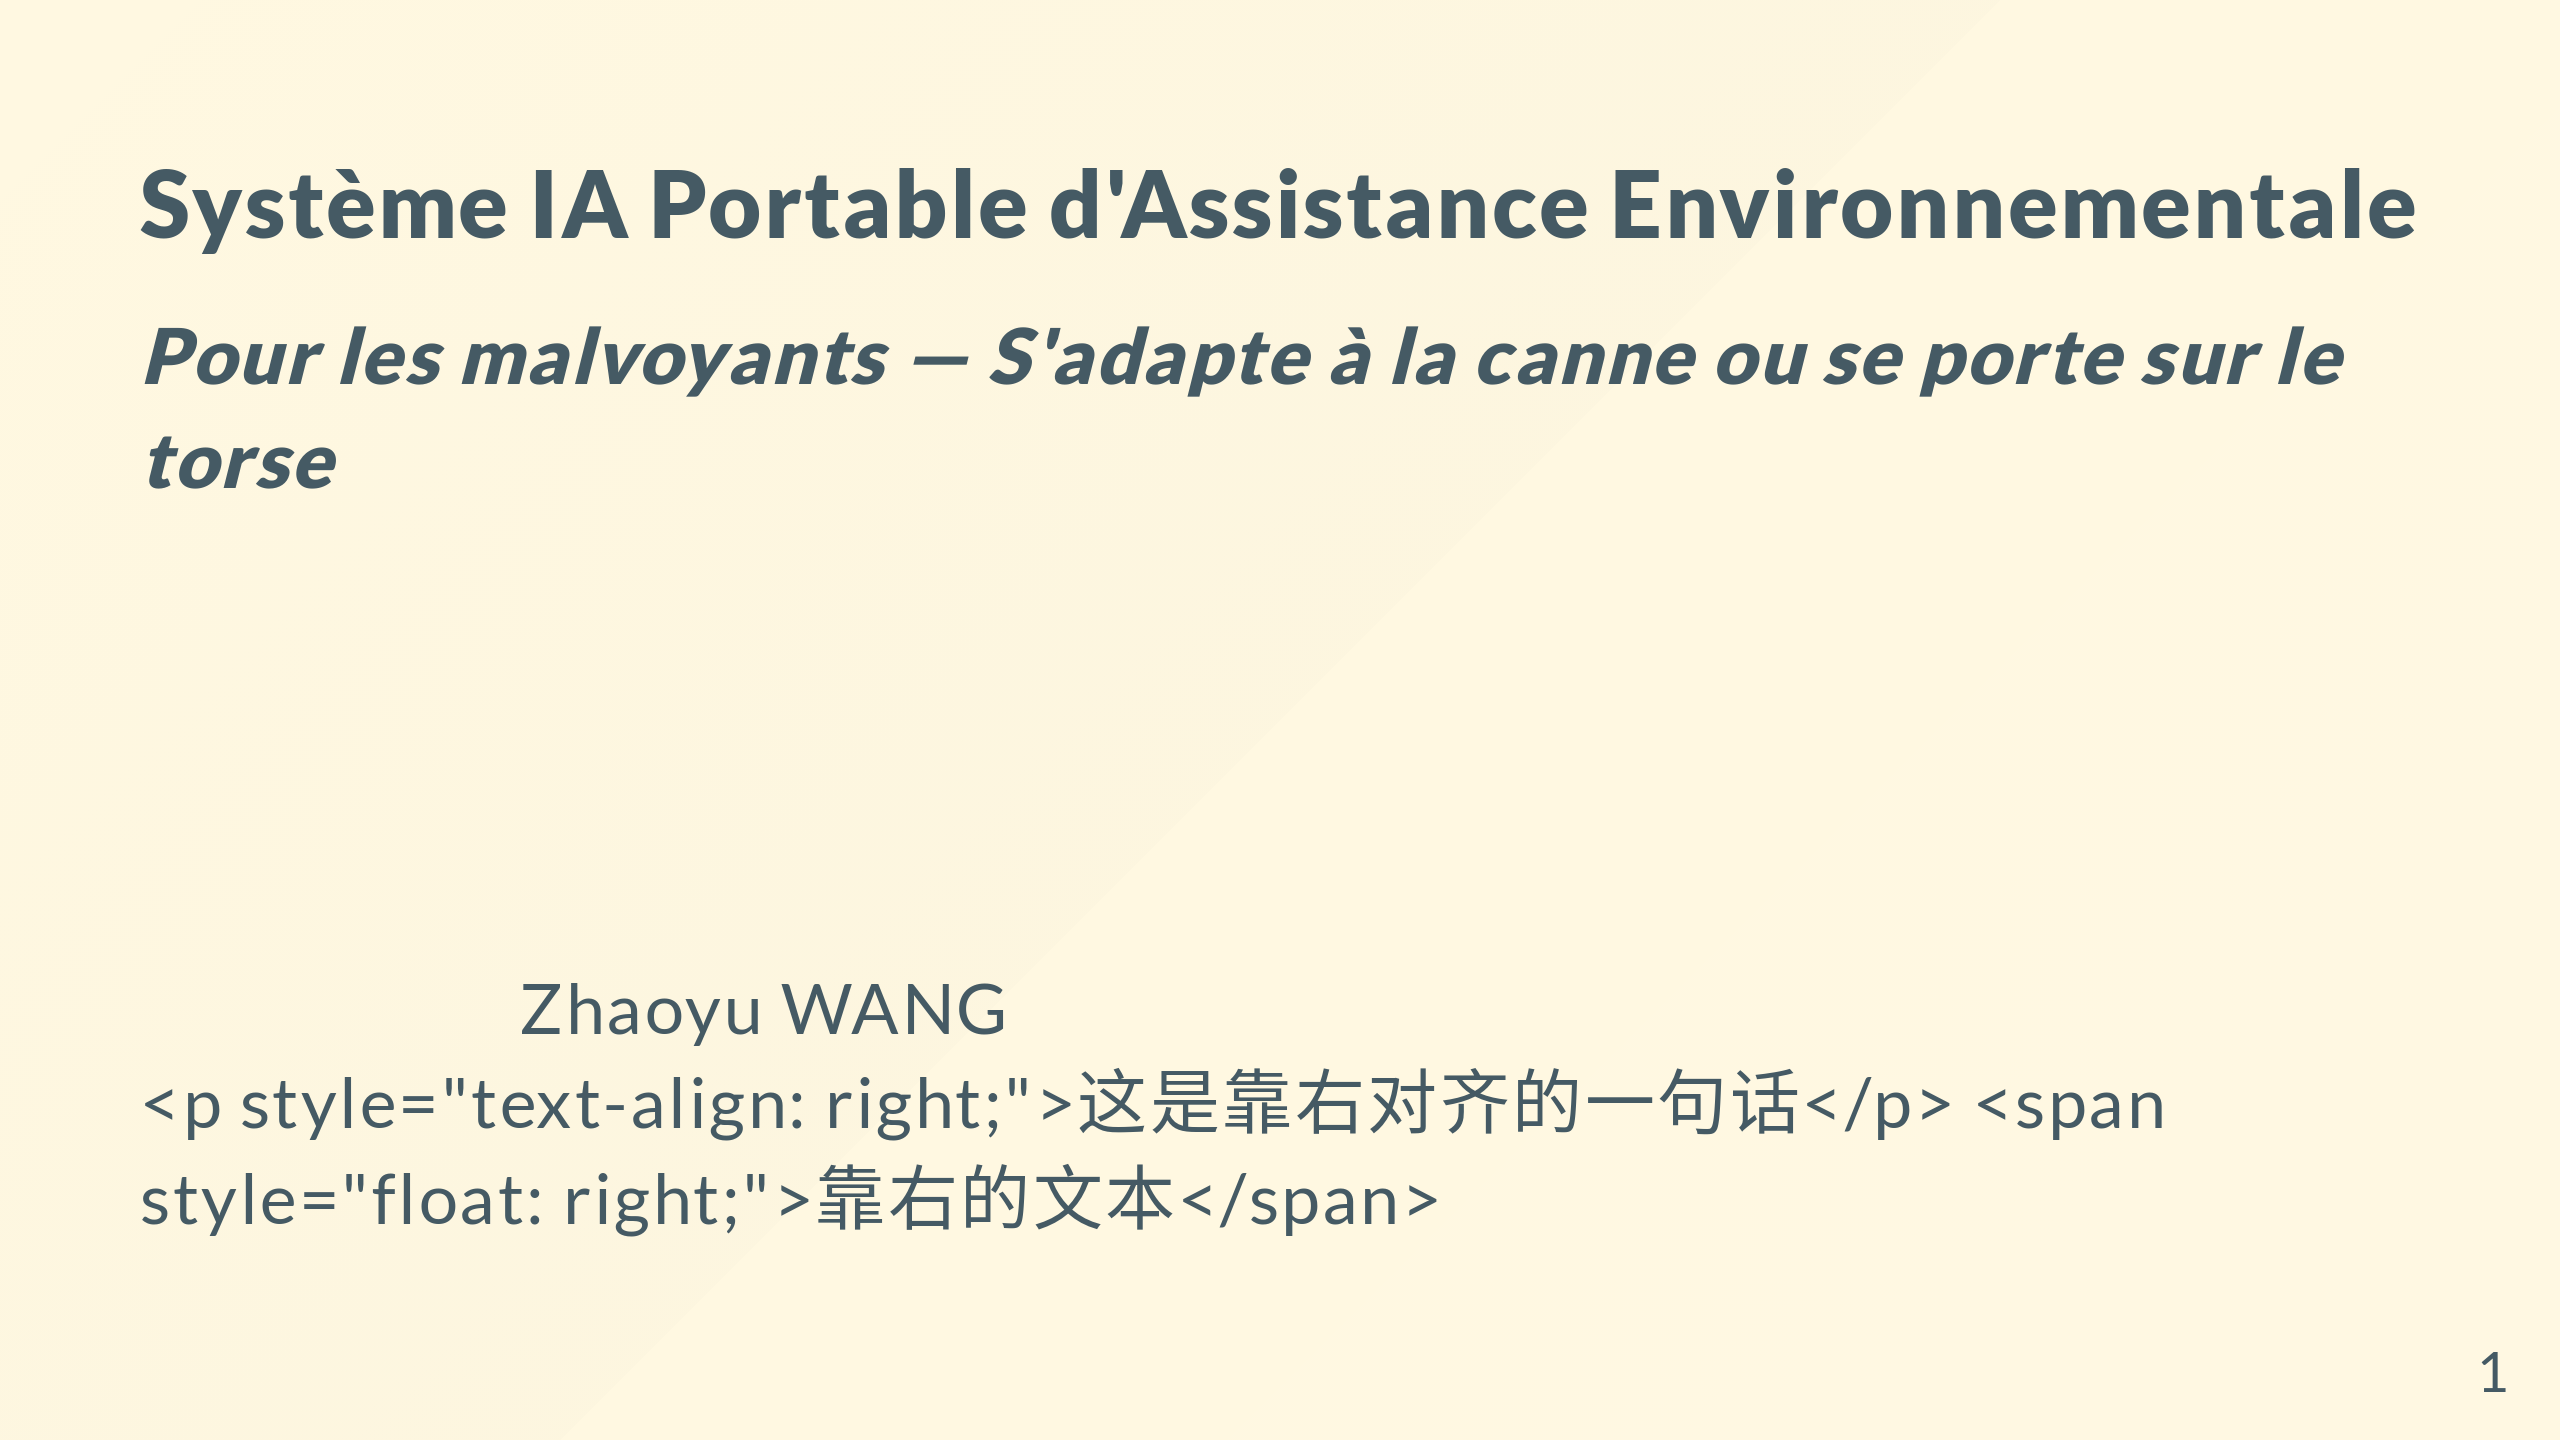 Système IA Portable d'Assistance Environnementale
Pour les malvoyants — S'adapte à la canne ou se porte sur le
torse
Zhaoyu WANG
<p style="text-align: right;">这是靠右对齐的一句话</p> <span
style="float: right;">靠右的文本</span>
1